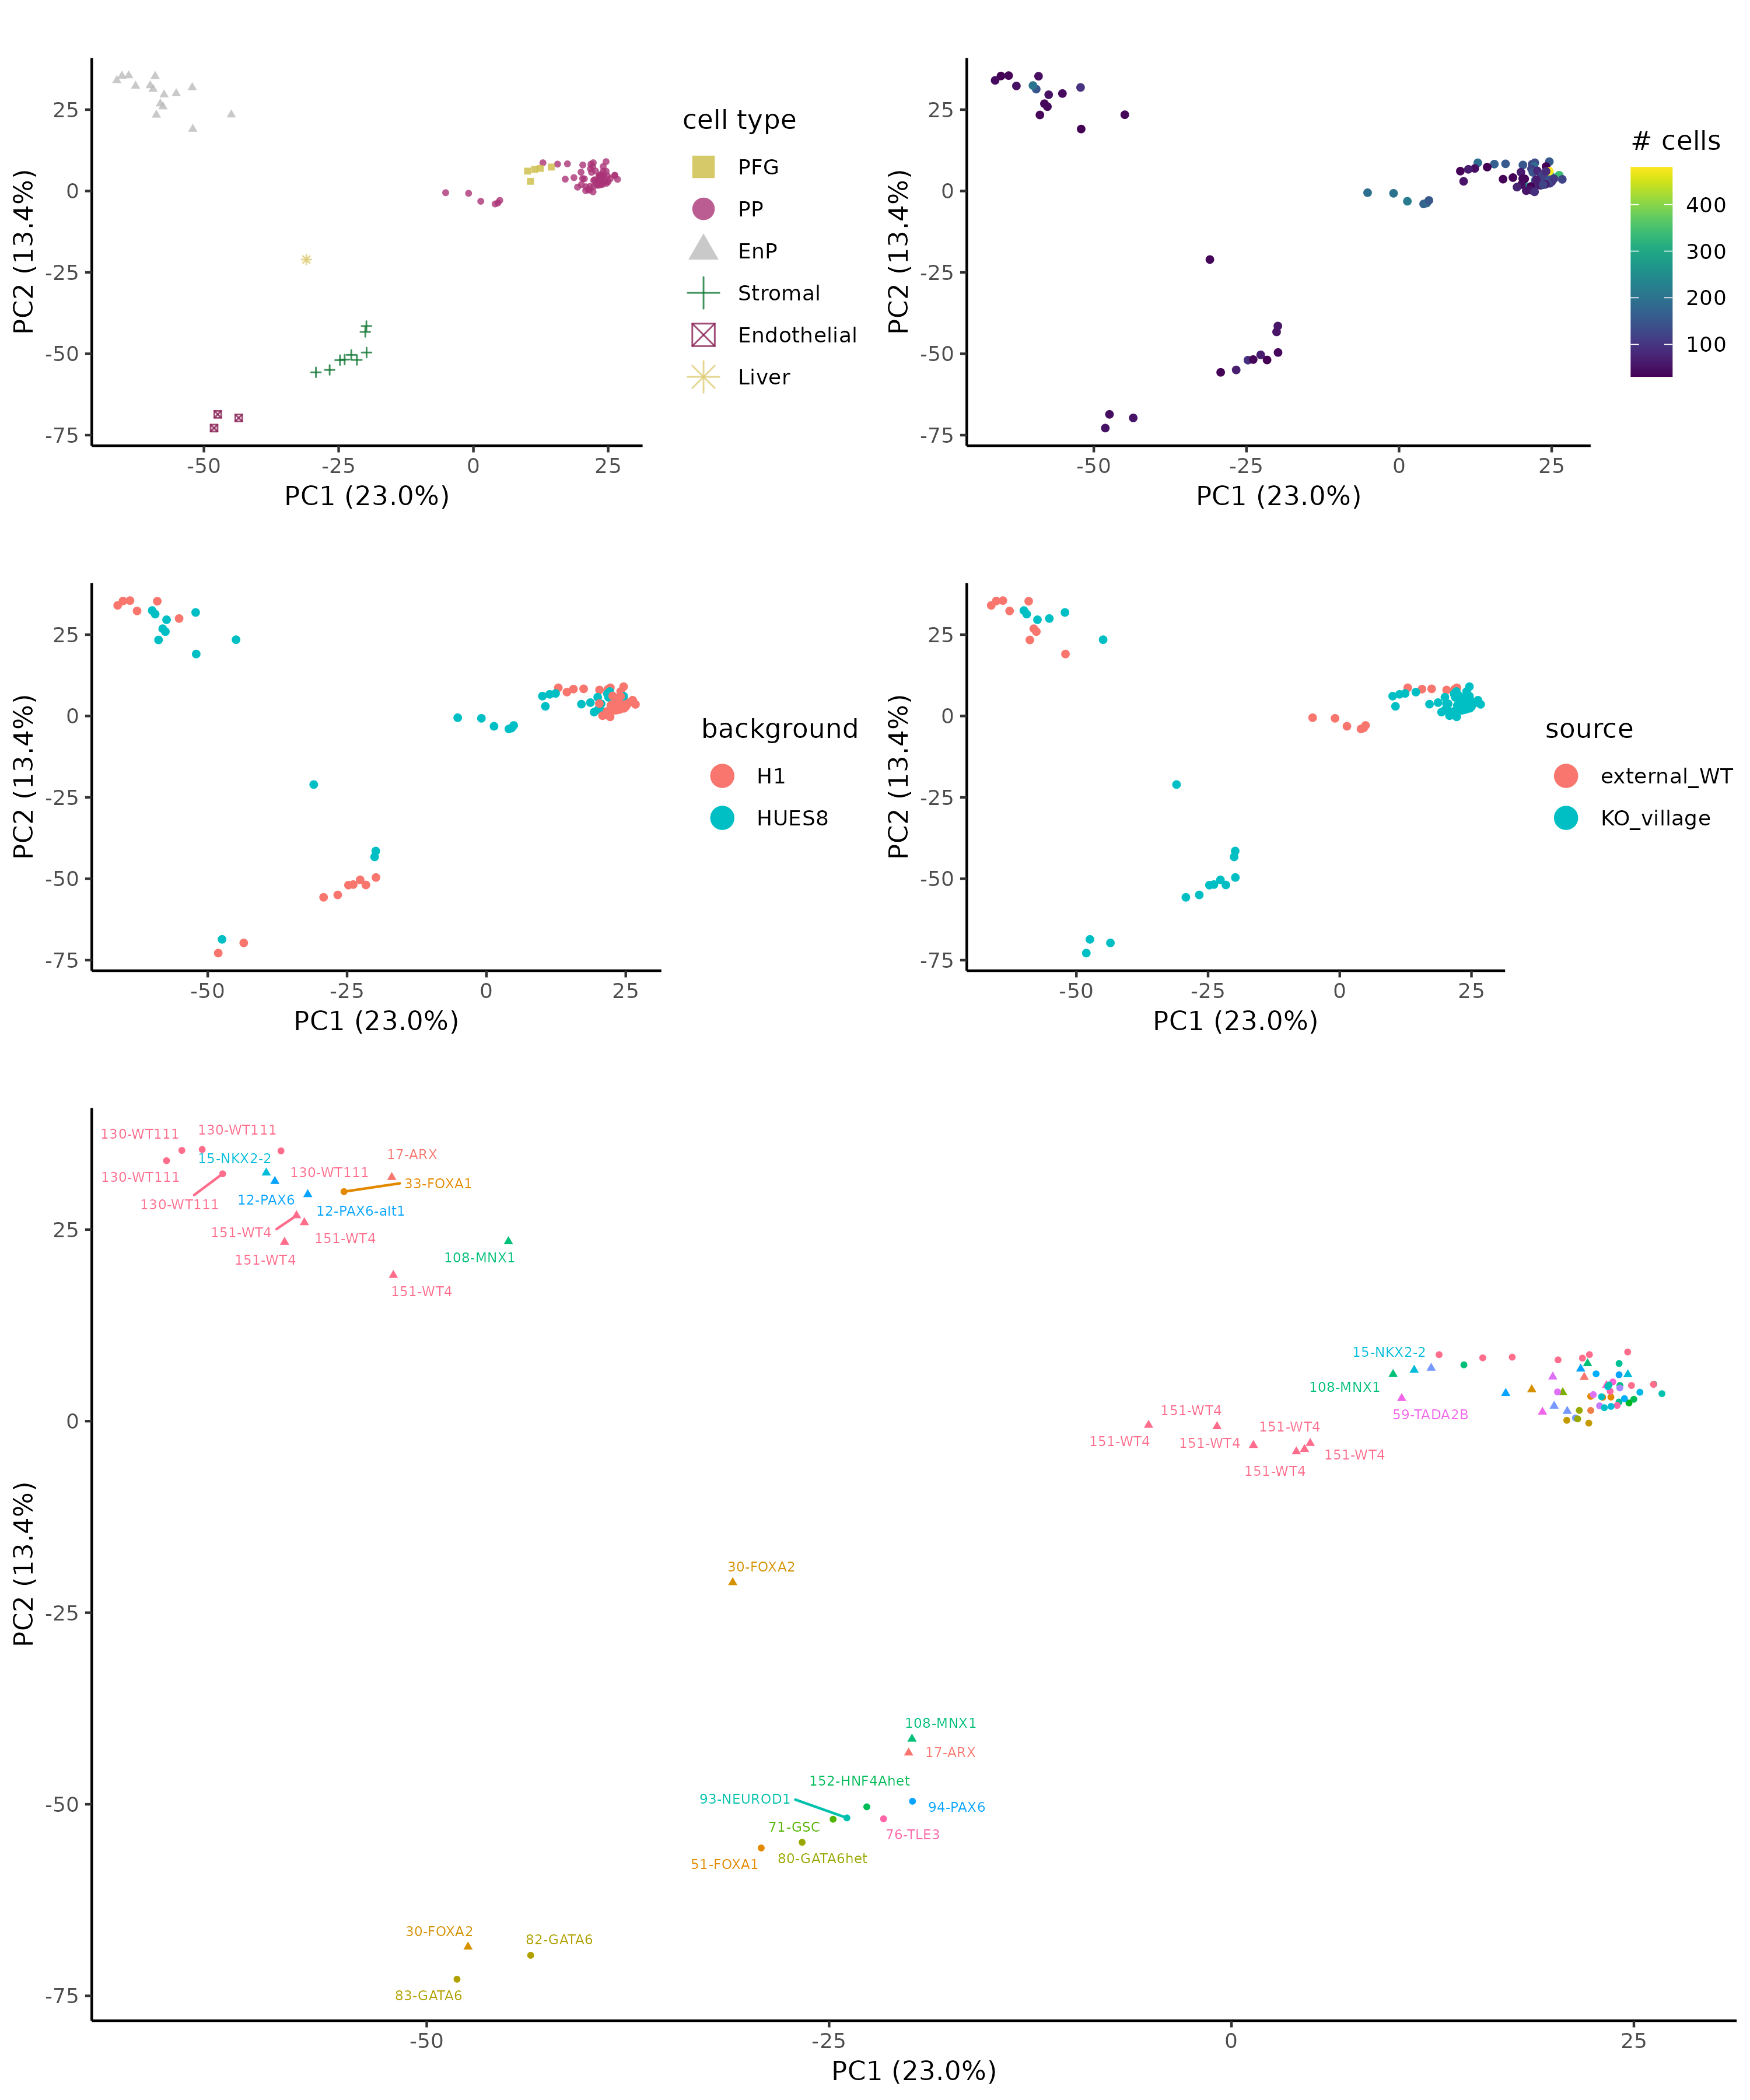 25
0
-25
-50
-75
-50
-25
0
25
PC1 (23.0%)
PC2 (13.4%)
cell type
PFG
PP
EnP
Stromal
Endothelial
Liver
25
0
-25
-50
-75
-50
-25
0
25
PC1 (23.0%)
PC2 (13.4%)
# cells
400
300
200
100
25
0
-25
-50
-75
-50
-25
0
25
PC1 (23.0%)
PC2 (13.4%)
background
H1
HUES8
25
0
-25
-50
-75
-50
-25
0
25
PC1 (23.0%)
PC2 (13.4%)
source
external_WT
KO_village
130-WT111
130-WT111
15-NKX2-2
17-ARX
130-WT111
130-WT111
33-FOXA1
130-WT111
12-PAX6
12-PAX6-alt1
151-WT4
151-WT4
151-WT4
108-MNX1
151-WT4
15-NKX2-2
108-MNX1
59-TADA2B
151-WT4
151-WT4
151-WT4
151-WT4
151-WT4
151-WT4
30-FOXA2
108-MNX1
17-ARX
152-HNF4Ahet
93-NEUROD1
94-PAX6
71-GSC
76-TLE3
80-GATA6het
51-FOXA1
30-FOXA2
82-GATA6
83-GATA6
25
0
-25
-50
-75
-50
-25
0
25
PC1 (23.0%)
PC2 (13.4%)